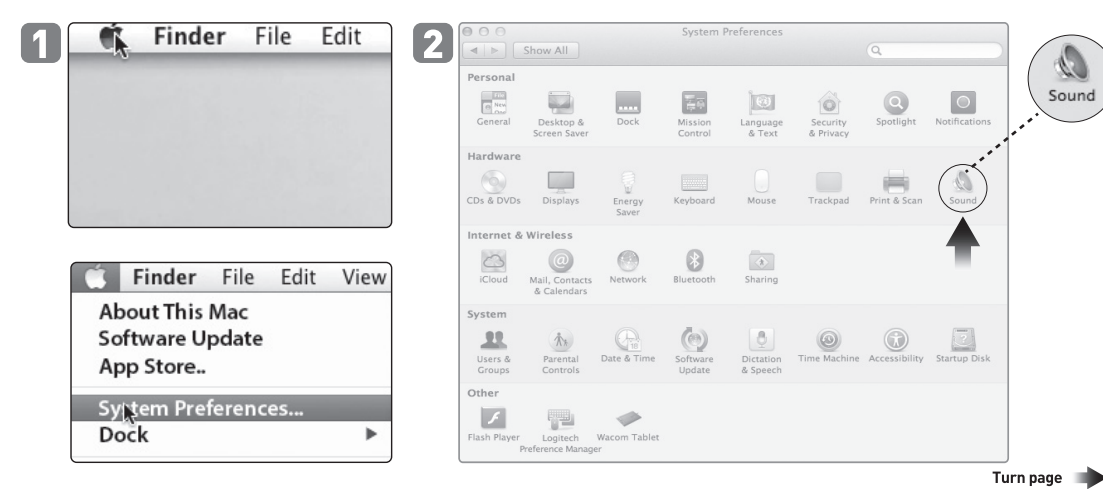 1
Finder File Edit
Finder File Edit View
About This Mac
Software Update
App Store..
System Preferences...
Dock
2
System Preferences
Show All
Personal
File
New
General
Desktop &
Screen Saver
Dock
Mission
Control
Language
& Text
Security
& Privacy
Spotlight
Notifications
Hardware
CDs & DVDs
Displays
Energy
Saver
Keyboard
Mouse
Trackpad
Print & Scan
Sound
Sound
Internet & Wireless
iCloud
Mail, Contacts
& Calendars
Network
Bluetooth
Sharing
System
Users &
Groups
Parental
Controls
Date & Time
Software
Update
Dictation
& Speech
Time Machine
Accessibility
Startup Disk
Other
Flash Player
Logitech
Preference Manager
Wacom Tablet
Turn page